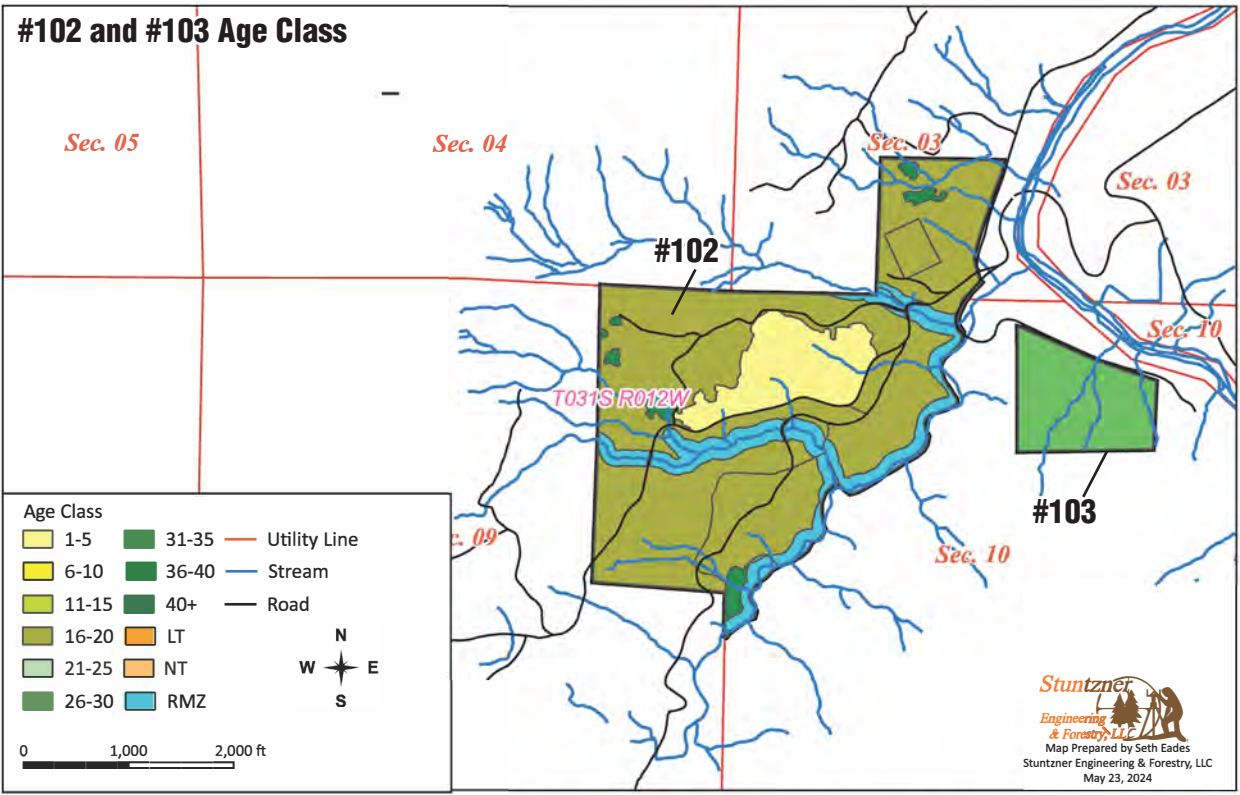 #102 and #103 Age Class
Sec. 05
Sec. 04
Sec. 03
Sec. 03
#102
Sec. 10
T031S R012W
#103
c. 09
Sec. 10
Age Class
1-5
6-10
11-15
16-20
21-25
26-30
31-35
36-40
40+
LT
NT
RMZ
Utility Line
Stream
Road
N
W E
S
0 1,000 2,000 ft
Stuntzner
Engineering
& Forestry, LLC
Map Prepared by Seth Eades
Stuntzner Engineering & Forestry, LLC
May 23, 2024